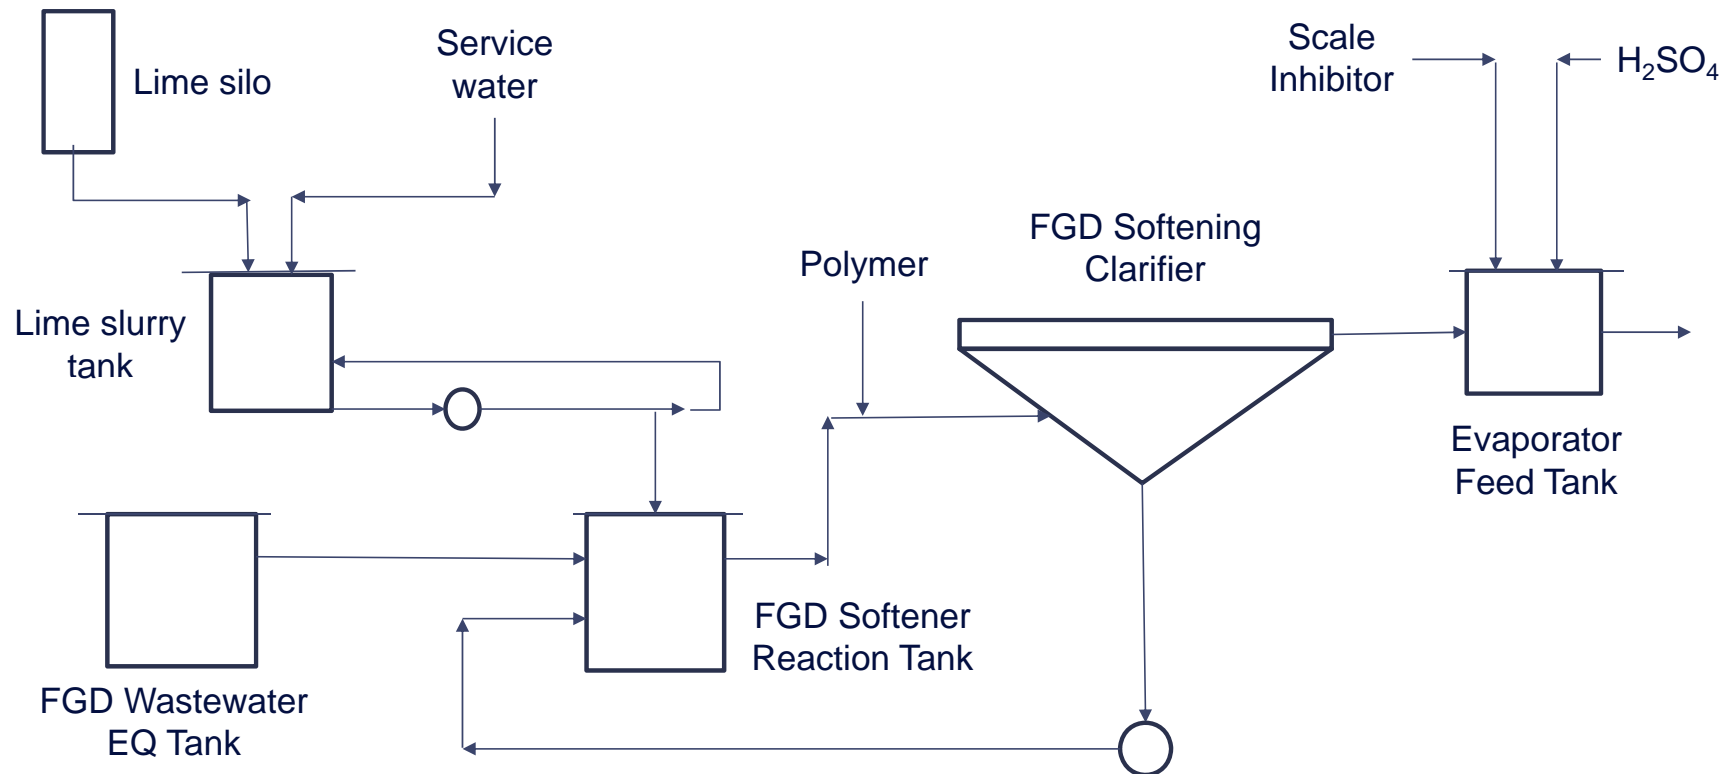 Lime silo
Service
water
Scale
Inhibitor
H₂SO₄
Lime slurry
tank
Polymer
FGD Softening
Clarifier
Evaporator
Feed Tank
FGD Softener
Reaction Tank
FGD Wastewater
EQ Tank